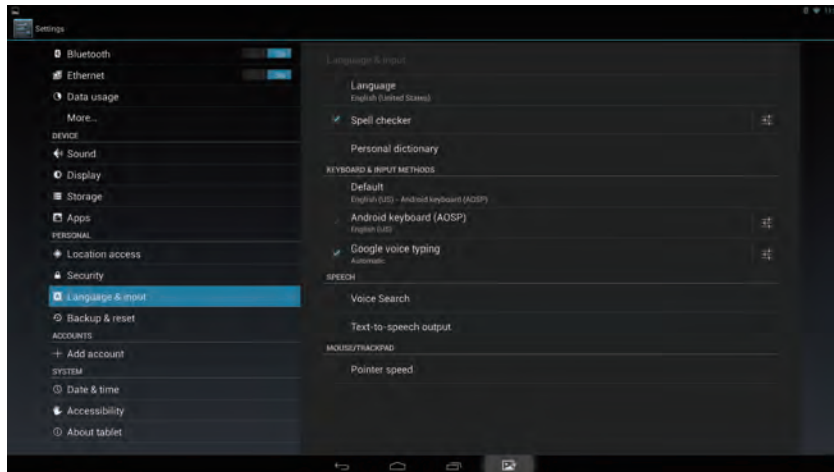 Settings
Bluetooth
Ethernet
Data usage
More...
DEVICE
Sound
Display
Storage
Apps
PERSONAL
Location access
Security
Language & input
Backup & reset
ACCOUNTS
Add account
SYSTEM
Date & time
Accessibility
About tablet
Language & input
Language
English (United States)
Spell checker
Personal dictionary
KEYBOARD & INPUT METHODS
Default
English (US) - Android keyboard (AOSP)
Android keyboard (AOSP)
English (US)
Google voice typing
Automatic
SPEECH
Voice Search
Text-to-speech output
MOUSE/TRACKPAD
Pointer speed